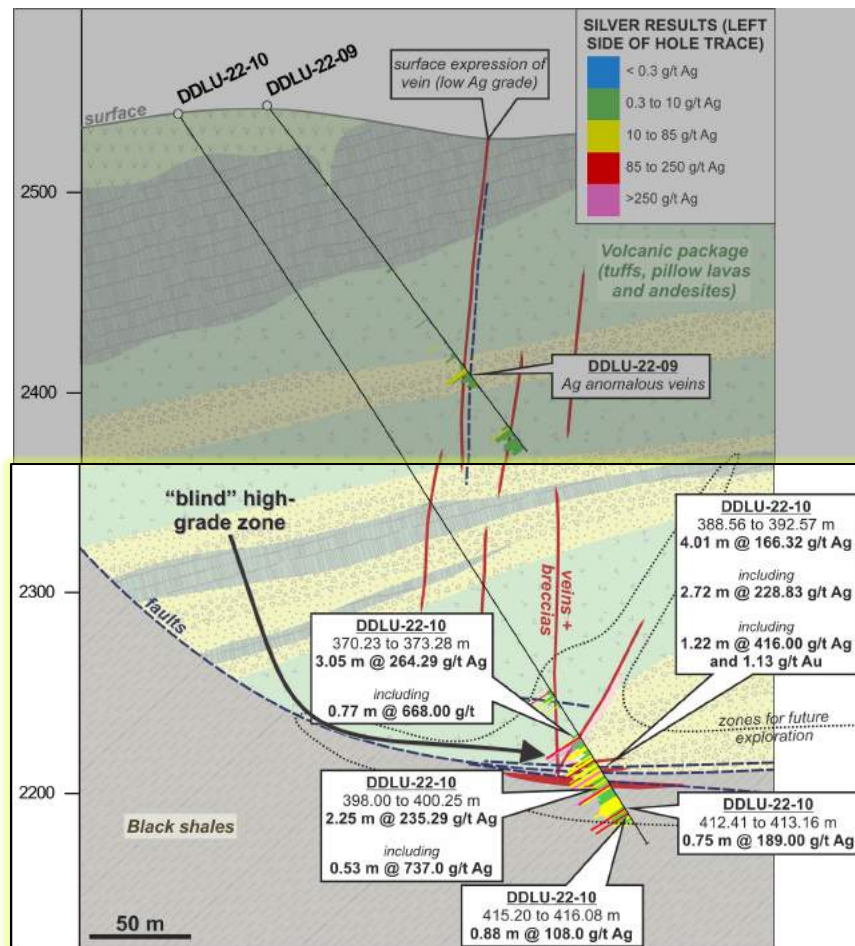 SILVER RESULTS (LEFT
SIDE OF HOLE TRACE)
< 0.3 g/t Ag
0.3 to 10 g/t Ag
10 to 85 g/t Ag
85 to 250 g/t Ag
>250 g/t Ag
DDLU-22-10
DDLU-22-09
surface expression of
vein (low Ag grade)
surface
2500
Volcanic package
(tuffs, pillow lavas
and andesites)
DDLU-22-09
Ag anomalous veins
2400
"blind" high-
grade zone
DDLU-22-10
388.56 to 392.57 m
4.01 m @ 166.32 g/t Ag
including
2.72 m @ 228.83 g/t Ag
including
1.22 m @ 416.00 g/t Ag
and 1.13 g/t Au
2300
faults
veins +
breccias
DDLU-22-10
370.23 to 373.28 m
3.05 m @ 264.29 g/t Ag
including
0.77 m @ 668.00 g/t
zones for future
exploration
2200
DDLU-22-10
398.00 to 400.25 m
2.25 m @ 235.29 g/t Ag
including
0.53 m @ 737.0 g/t Ag
DDLU-22-10
412.41 to 413.16 m
0.75 m @ 189.00 g/t Ag
Black shales
DDLU-22-10
415.20 to 416.08 m
0.88 m @ 108.0 g/t Ag
50 m